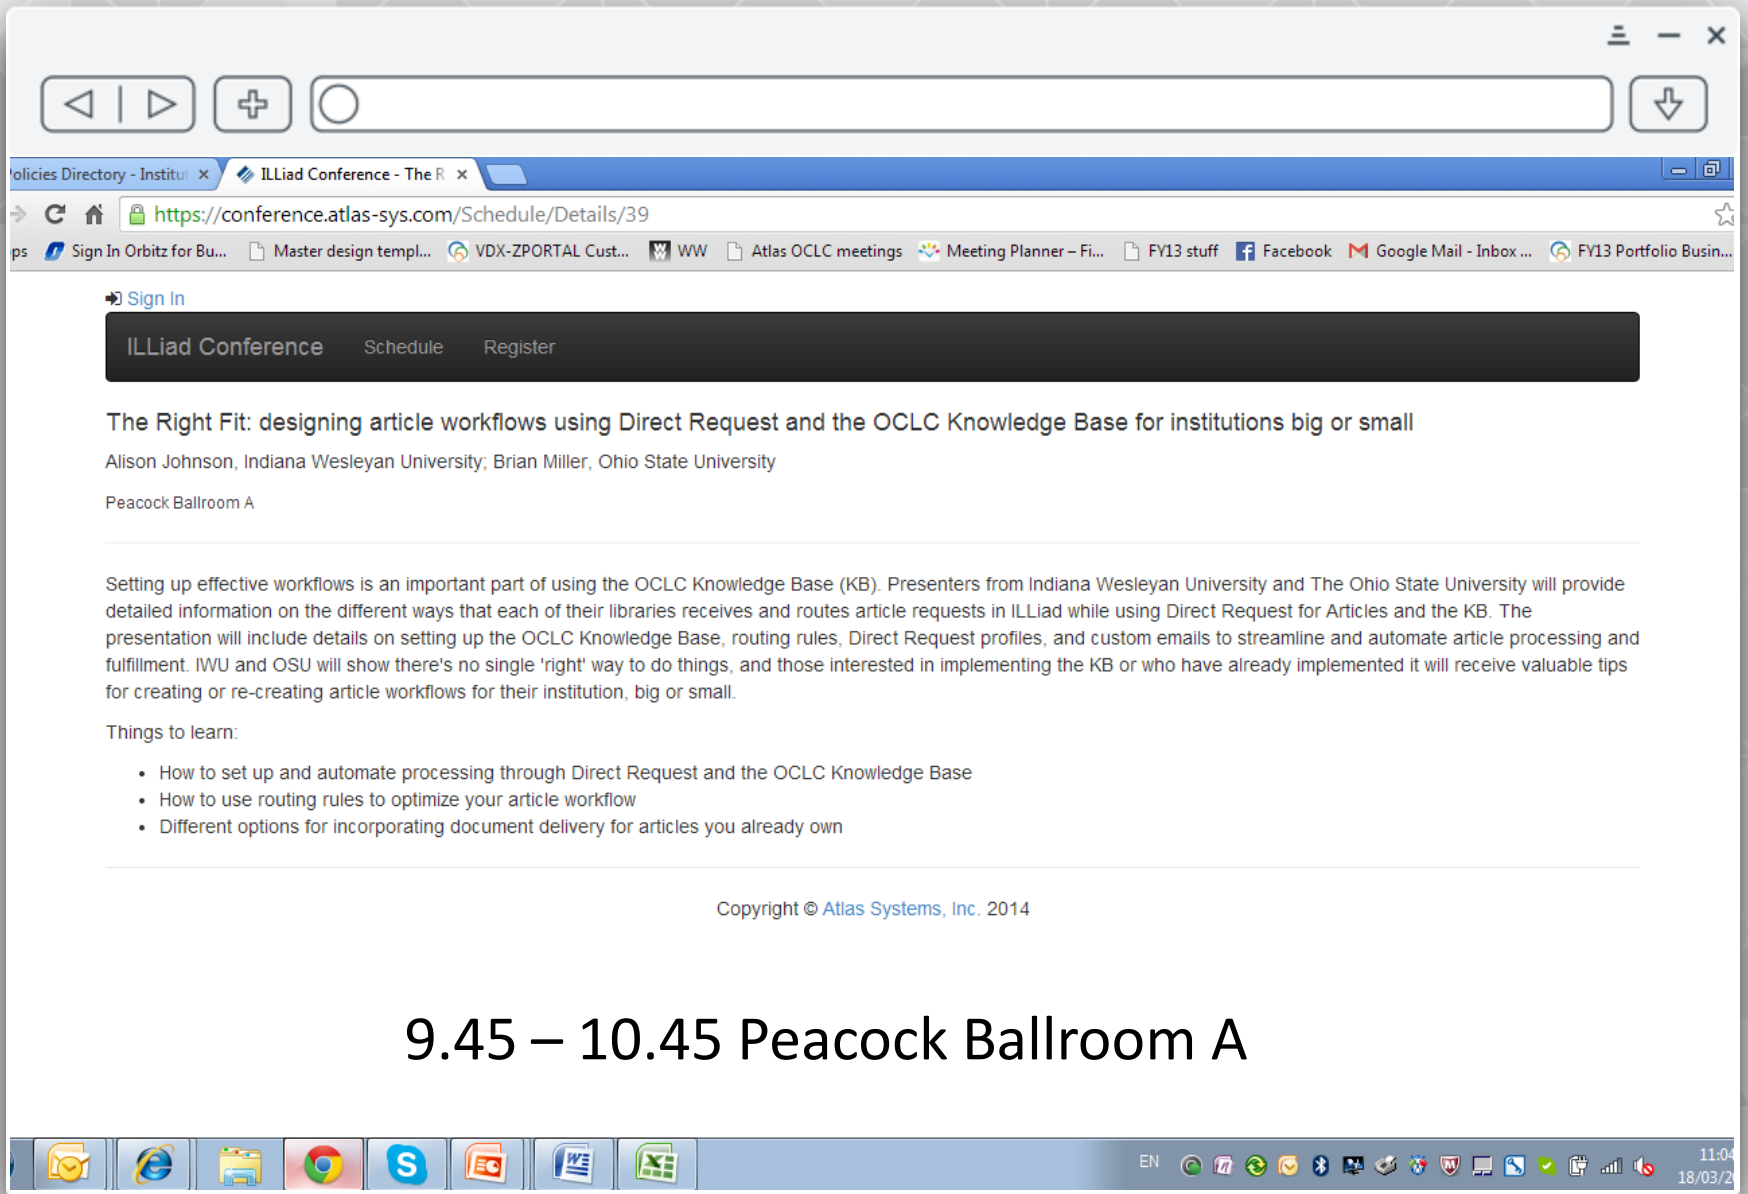 olicies Directory - Institu ILLiad Conference - The R
https://conference.atlas-sys.com/Schedule/Details/39
ps Sign In Orbitz for Bu... Master design templ... VDX-ZPORTAL Cust... WW Atlas OCLC meetings Meeting Planner – Fi... FY13 stuff Facebook Google Mail - Inbox ... FY13 Portfolio Busin...
Sign In
ILLiad Conference Schedule Register
The Right Fit: designing article workflows using Direct Request and the OCLC Knowledge Base for institutions big or small
Alison Johnson, Indiana Wesleyan University; Brian Miller, Ohio State University
Peacock Ballroom A
Setting up effective workflows is an important part of using the OCLC Knowledge Base (KB). Presenters from Indiana Wesleyan University and The Ohio State University will provide
detailed information on the different ways that each of their libraries receives and routes article requests in ILLiad while using Direct Request for Articles and the KB. The
presentation will include details on setting up the OCLC Knowledge Base, routing rules, Direct Request profiles, and custom emails to streamline and automate article processing and
fulfillment. IWU and OSU will show there's no single 'right' way to do things, and those interested in implementing the KB or who have already implemented it will receive valuable tips
for creating or re-creating article workflows for their institution, big or small.
Things to learn:
• How to set up and automate processing through Direct Request and the OCLC Knowledge Base
• How to use routing rules to optimize your article workflow
• Different options for incorporating document delivery for articles you already own
Copyright © Atlas Systems, Inc. 2014
9.45 – 10.45 Peacock Ballroom A
EN 11:04
18/03/2